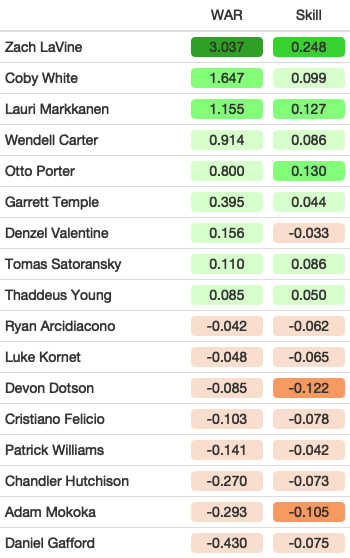 WAR Skill
Zach LaVine 3.037 0.248
Coby White 1.647 0.099
Lauri Markkanen 1.155 0.127
Wendell Carter 0.914 0.086
Otto Porter 0.800 0.130
Garrett Temple 0.395 0.044
Denzel Valentine 0.156 -0.033
Tomas Satoransky 0.110 0.086
Thaddeus Young 0.085 0.050
Ryan Arcidiacono -0.042 -0.062
Luke Kornet -0.048 -0.065
Devon Dotson -0.085 -0.122
Cristiano Felicio -0.103 -0.078
Patrick Williams -0.141 -0.042
Chandler Hutchison -0.270 -0.073
Adam Mokoka -0.293 -0.105
Daniel Gafford -0.430 -0.075